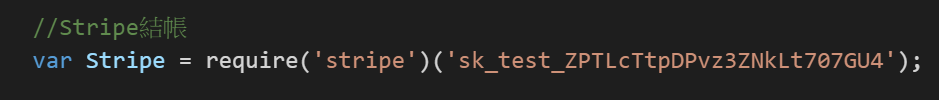 //Stripe結帳
var Stripe = require('stripe')('sk_test_ZPTLcTtpDPvz3ZNkLt707GU4');